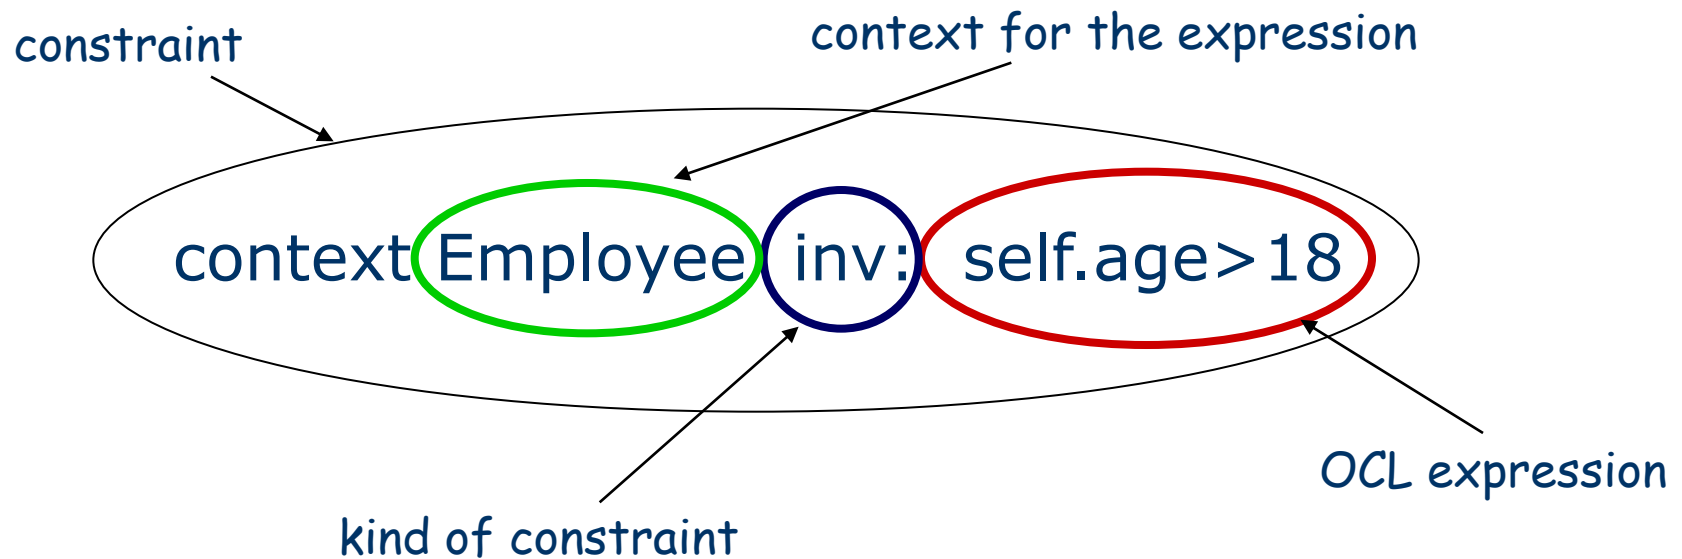 constraint
context for the expression
context Employee inv: self.age>18
OCL expression
kind of constraint